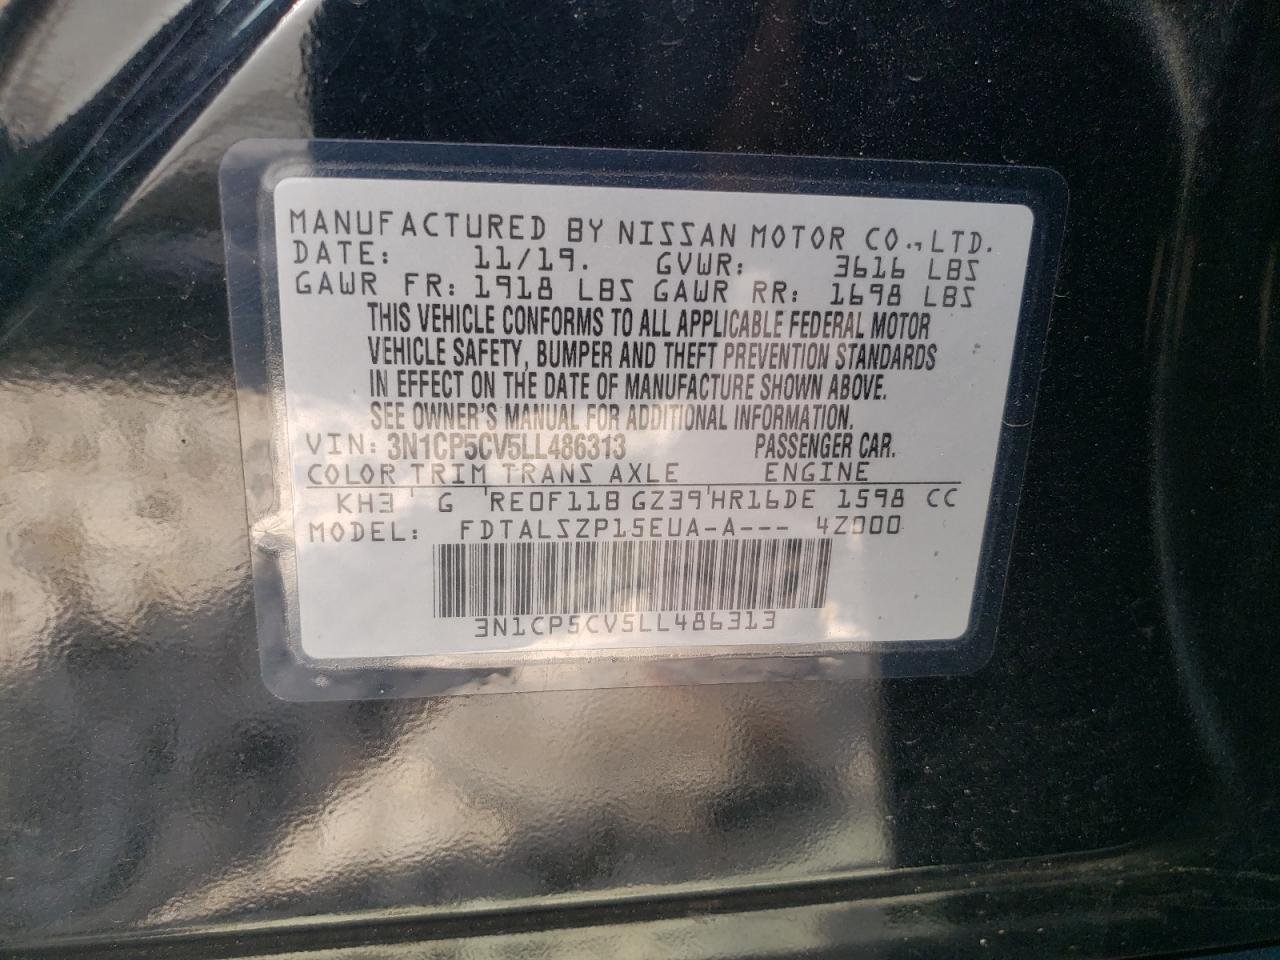 MANUFACTURED BY NISSAN MOTOR CO., LTD.
DATE: 11/19. GVWR: 3616 LBS
GAWR FR: 1918 LBS GAWR RR: 1698 LBS
THIS VEHICLE CONFORMS TO ALL APPLICABLE FEDERAL MOTOR
VEHICLE SAFETY, BUMPER AND THEFT PREVENTION STANDARDS
IN EFFECT ON THE DATE OF MANUFACTURE SHOWN ABOVE.
SEE OWNER'S MANUAL FOR ADDITIONAL INFORMATION.
VIN: 3N1CP5CV5LL486313 PASSENGER CAR.
COLOR TRIM TRANS AXLE ENGINE
KH3 ' G 'RE0F11B GZ39'HR16DE 1598 CC
MODEL: FDTALSZP15EUA-A--- 4Z000
3N1CP5CV5LL486313